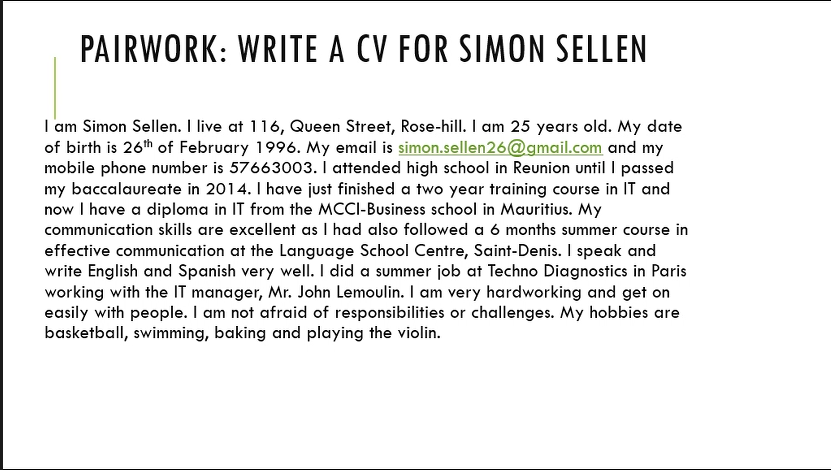 PAIRWORK: WRITE A CV FOR SIMON SELLEN
I am Simon Sellen. I live at 116, Queen Street, Rose-hill. I am 25 years old. My date
of birth is 26th of February 1996. My email is simon.sellen26@gmail.com and my
mobile phone number is 57663003. I attended high school in Reunion until I passed
my baccalaureate in 2014. I have just finished a two year training course in IT and
now I have a diploma in IT from the MCCI-Business school in Mauritius. My
communication skills are excellent as I had also followed a 6 months summer course in
effective communication at the Language School Centre, Saint-Denis. I speak and
write English and Spanish very well. I did a summer job at Techno Diagnostics in Paris
working with the IT manager, Mr. John Lemoulin. I am very hardworking and get on
easily with people. I am not afraid of responsibilities or challenges. My hobbies are
basketball, swimming, baking and playing the violin.